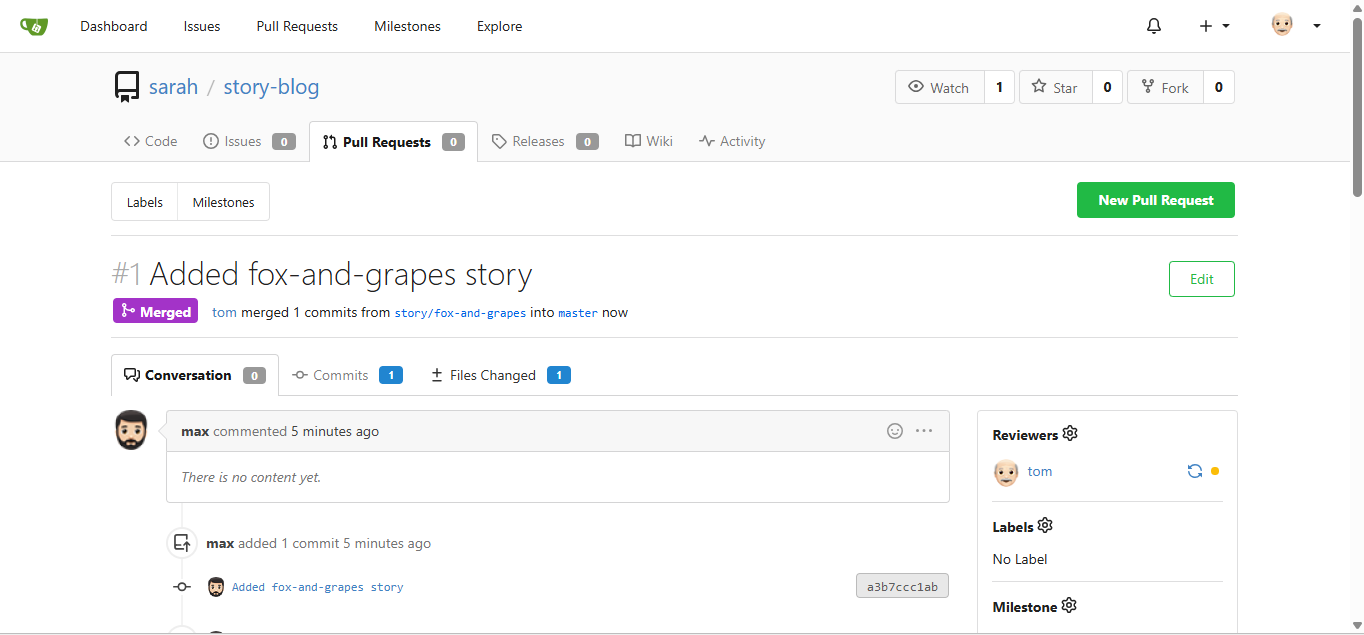 Dashboard Issues Pull Requests Milestones Explore
sarah / story-blog
Watch 1 Star 0 Fork 0
Code Issues 0 Pull Requests 0 Releases 0 Wiki Activity
Labels Milestones New Pull Request
#1 Added fox-and-grapes story Edit
Merged tom merged 1 commits from story/fox-and-grapes into master now
Conversation 0 Commits 1 Files Changed 1
max commented 5 minutes ago
There is no content yet.
max added 1 commit 5 minutes ago
Added fox-and-grapes story a3b7ccc1ab
Reviewers
tom
Labels
No Label
Milestone